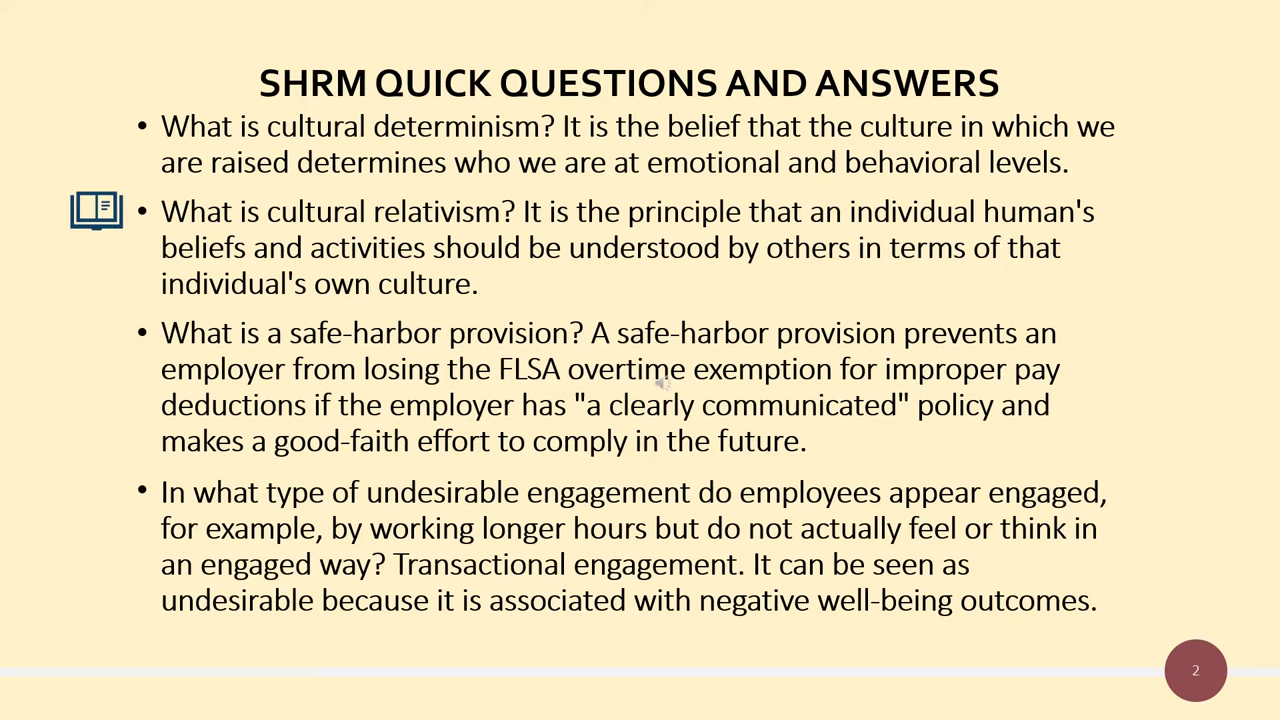 SHRM QUICK QUESTIONS AND ANSWERS
• What is cultural determinism? It is the belief that the culture in which we
are raised determines who we are at emotional and behavioral levels.
• What is cultural relativism? It is the principle that an individual human's
beliefs and activities should be understood by others in terms of that
individual's own culture.
• What is a safe-harbor provision? A safe-harbor provision prevents an
employer from losing the FLSA overtime exemption for improper pay
deductions if the employer has "a clearly communicated" policy and
makes a good-faith effort to comply in the future.
• In what type of undesirable engagement do employees appear engaged,
for example, by working longer hours but do not actually feel or think in
an engaged way? Transactional engagement. It can be seen as
undesirable because it is associated with negative well-being outcomes.
2